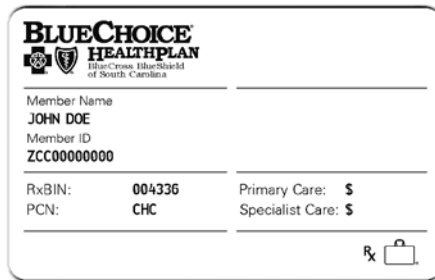 BLUECHOICE®
HEALTHPLAN
BlueCross BlueShield
of South Carolina
Member Name
JOHN DOE
Member ID
ZCC00000000
RxBIN: 004336
PCN: CHC
Primary Care: $
Specialist Care: $
Rx